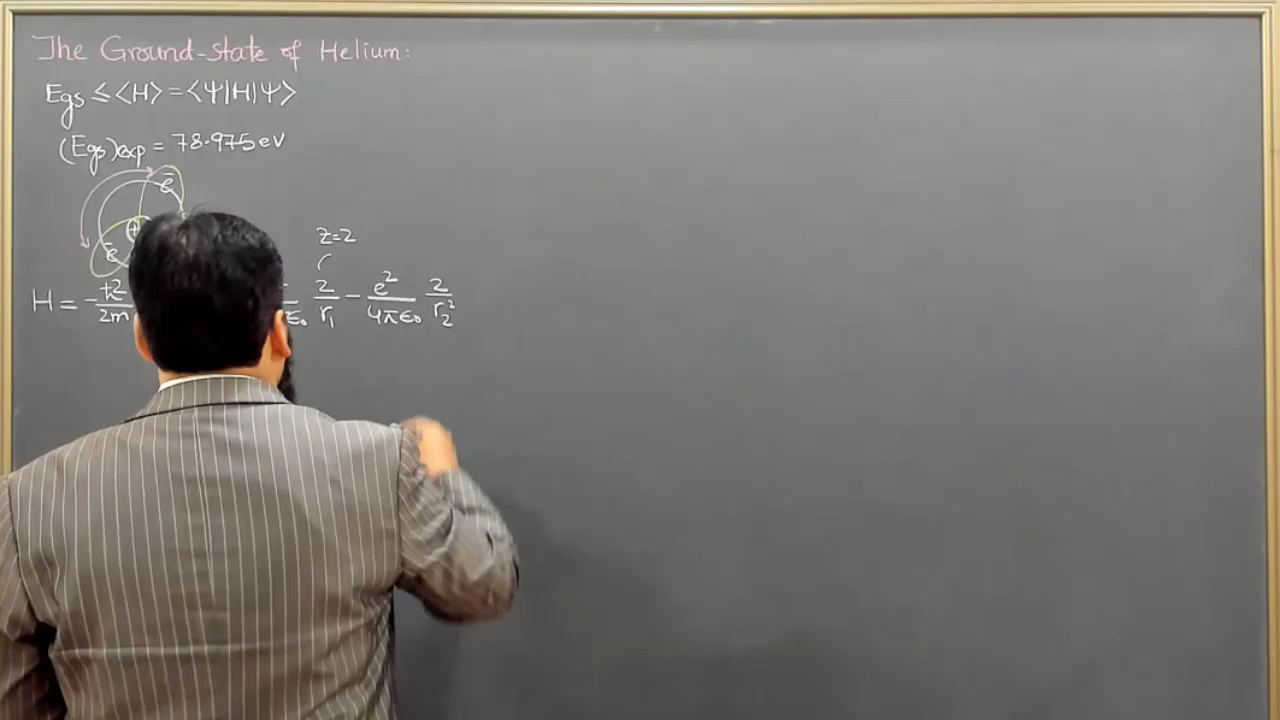 The Ground-state of Helium:
Egs ≤ <H> = <Ψ|H|Ψ>
(Egs)exp = 78.975 eV
ē
z=2
ē
H = - ħ²/2m ε₀ 2/r₁ - e²/4πε₀ 2/r₂²